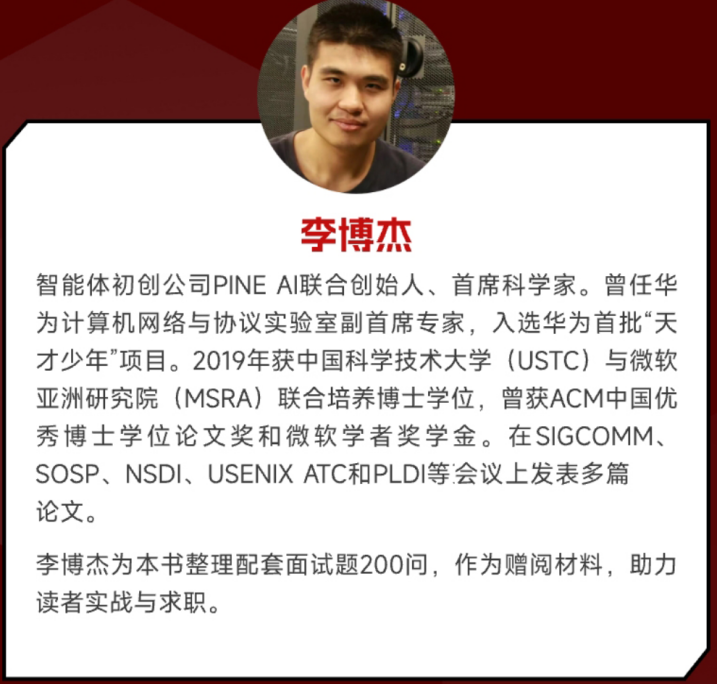 李博杰
智能体初创公司PINE AI联合创始人、首席科学家。曾任华
为计算机网络与协议实验室副首席专家，入选华为首批“天
才少年”项目。2019年获中国科学技术大学（USTC）与微软
亚洲研究院（MSRA）联合培养博士学位，曾获ACM中国优
秀博士学位论文奖和微软学者奖学金。在SIGCOMM、
SOSP、NSDI、USENIX ATC和PLDI等会议上发表多篇
论文。
李博杰为本书整理配套面试题200问，作为赠阅材料，助力
读者实战与求职。